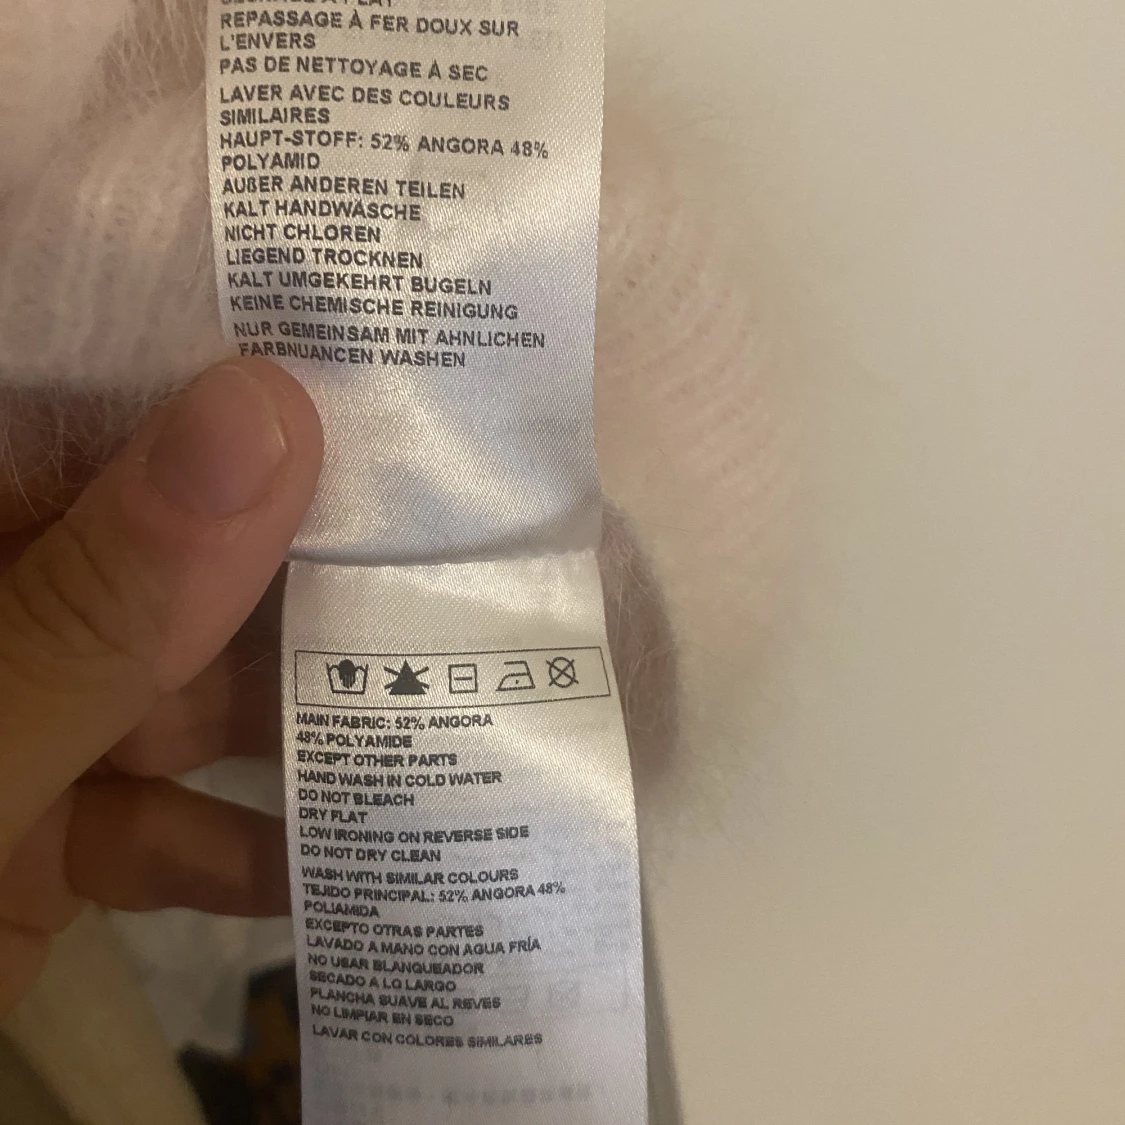 REPASSAGE À FER DOUX SUR
L'ENVERS
PAS DE NETTOYAGE À SEC
LAVER AVEC DES COULEURS
SIMILAIRES
HAUPT-STOFF: 52% ANGORA 48%
POLYAMID
AUßER ANDEREN TEILEN
KALT HANDWÄSCHE
NICHT CHLOREN
LIEGEND TROCKNEN
KALT UMGEKEHRT BUGELN
KEINE CHEMISCHE REINIGUNG
NUR GEMEINSAM MIT AHNLICHEN
FARBNUANCEN WASHEN
MAIN FABRIC: 52% ANGORA
48% POLYAMIDE
EXCEPT OTHER PARTS
HAND WASH IN COLD WATER
DO NOT BLEACH
DRY FLAT
LOW IRONING ON REVERSE SIDE
DO NOT DRY CLEAN
WASH WITH SIMILAR COLOURS
TEJIDO PRINCIPAL: 52% ANGORA 48%
POLIAMIDA
EXCEPTO OTRAS PARTES
LAVADO A MANO CON AGUA FRÍA
NO USAR BLANQUEADOR
SECADO A LO LARGO
PLANCHA SUAVE AL REVES
NO LIMPIAR EN SECO
LAVAR CON COLORES SIMILARES